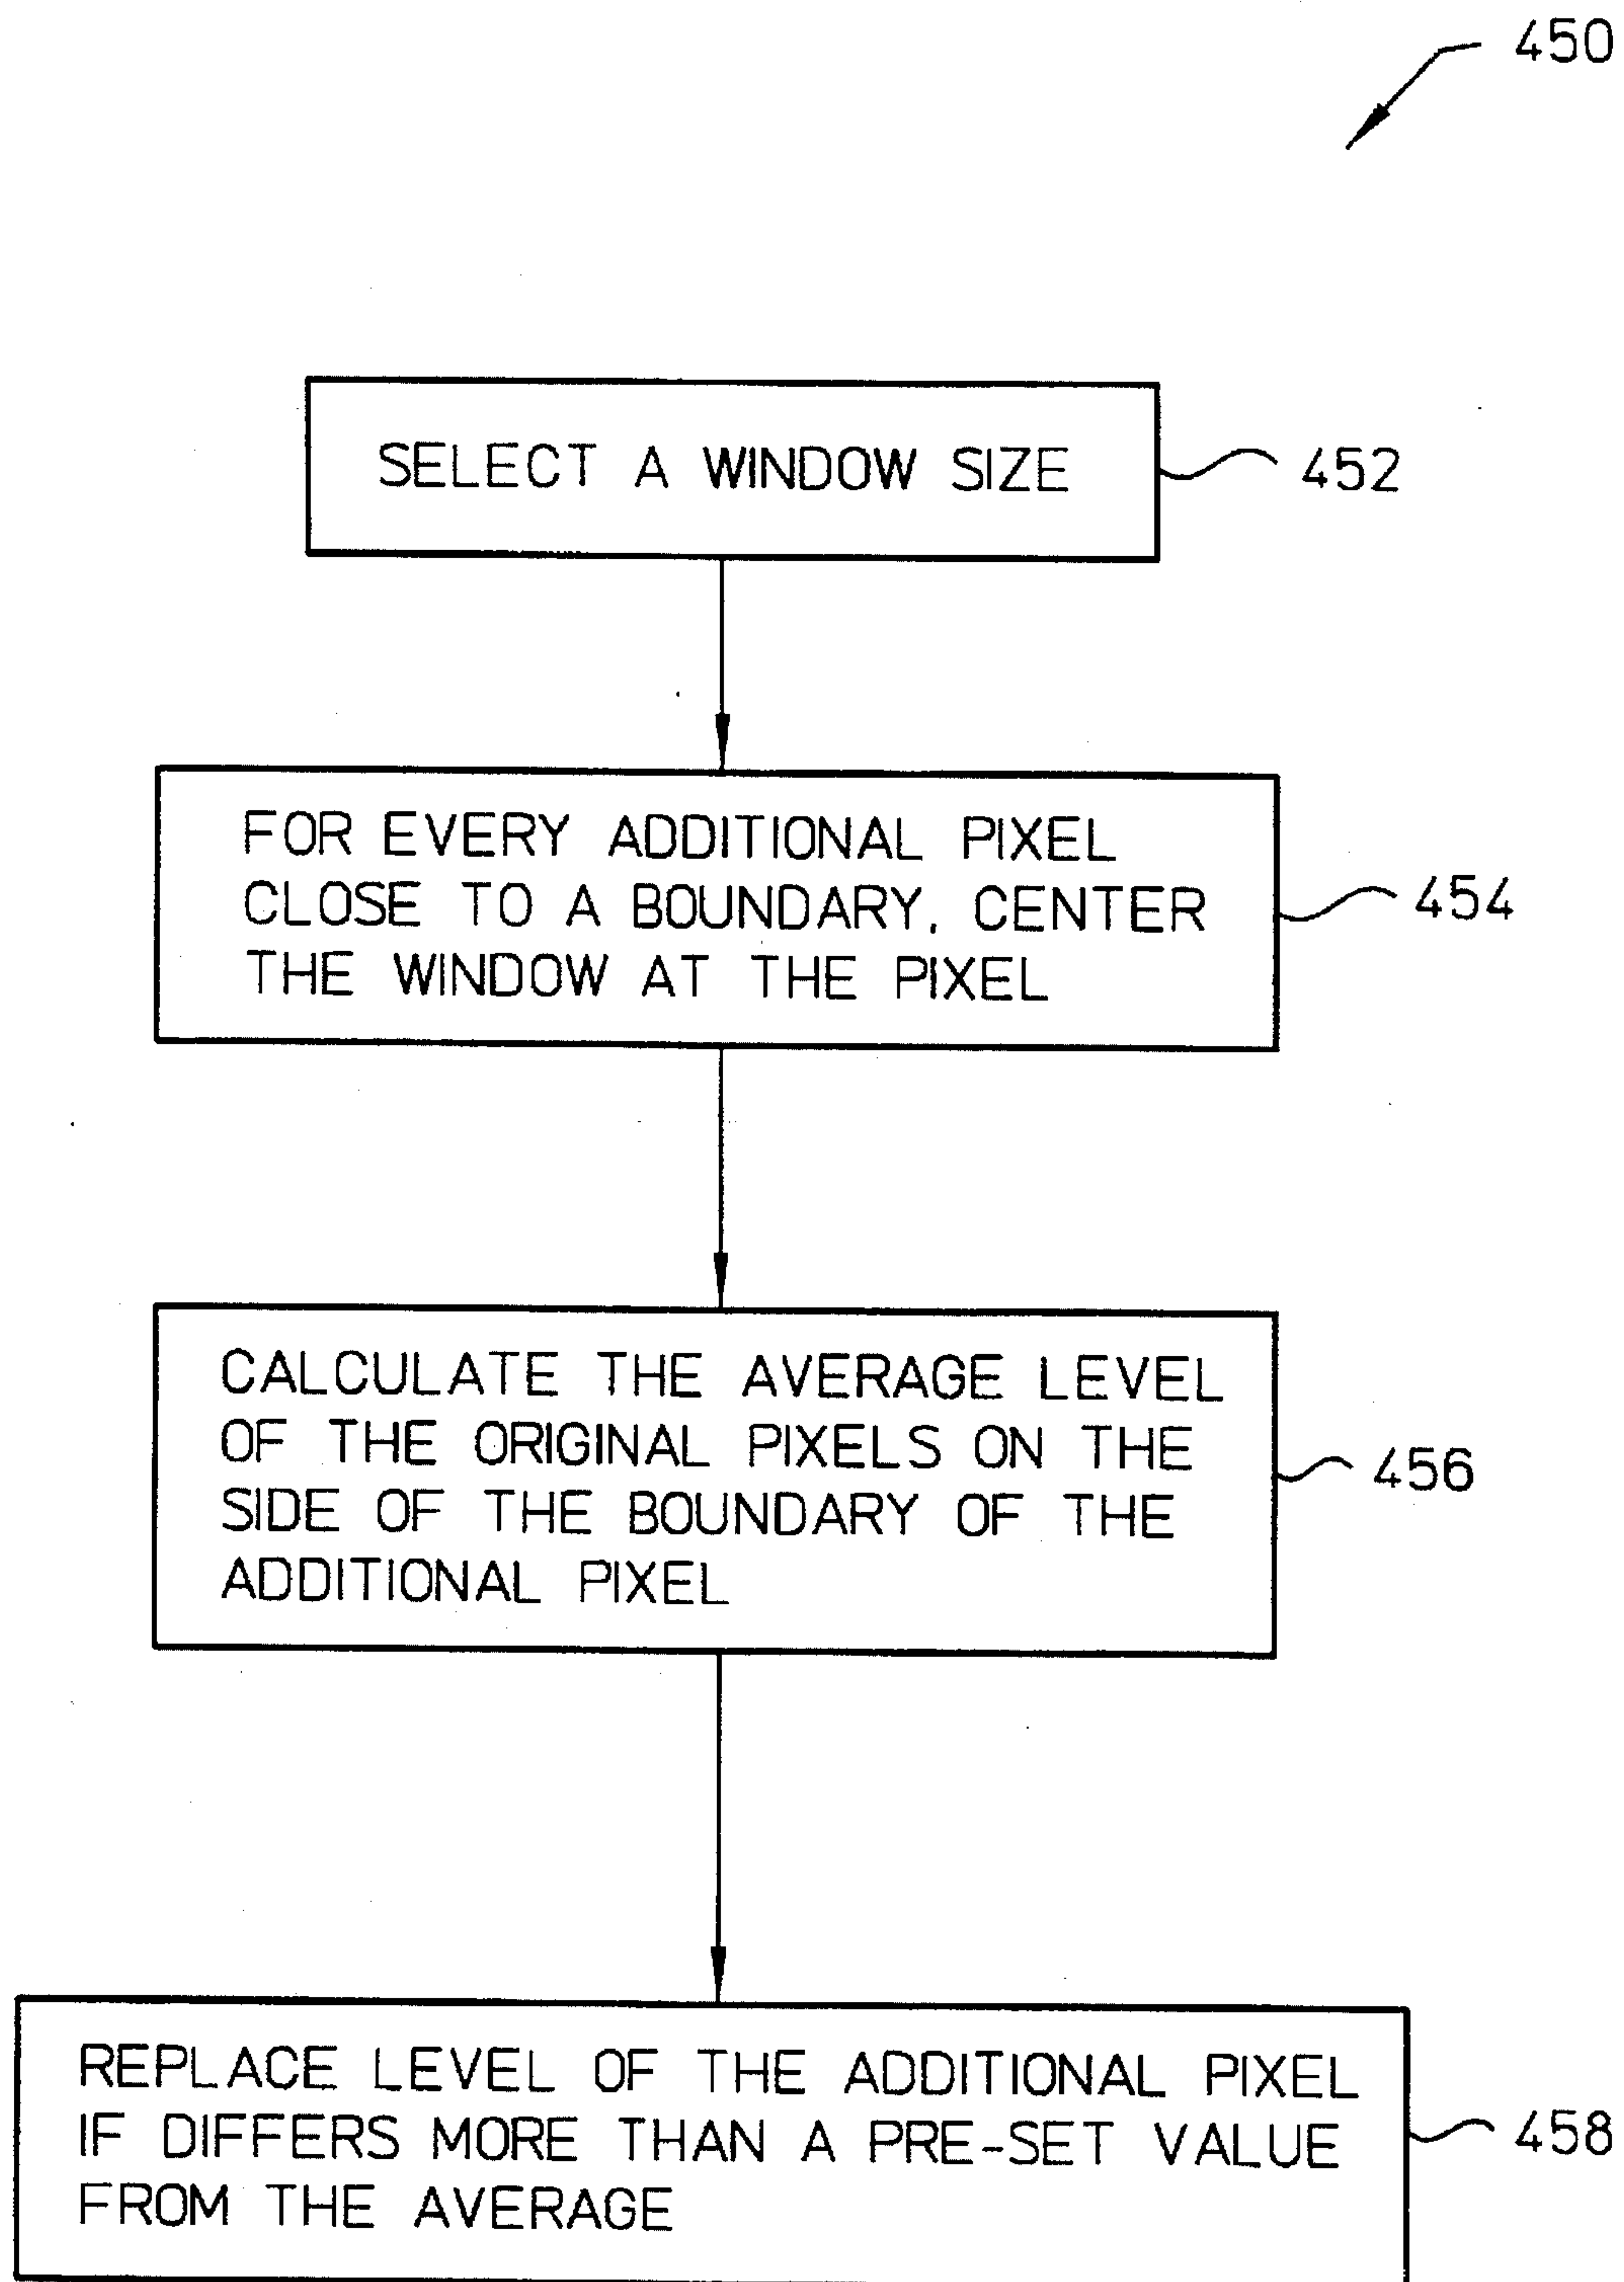 450
SELECT A WINDOW SIZE
452
FOR EVERY ADDITIONAL PIXEL
CLOSE TO A BOUNDARY, CENTER
THE WINDOW AT THE PIXEL
454
CALCULATE THE AVERAGE LEVEL
OF THE ORIGINAL PIXELS ON THE
SIDE OF THE BOUNDARY OF THE
ADDITIONAL PIXEL
456
REPLACE LEVEL OF THE ADDITIONAL PIXEL
IF DIFFERS MORE THAN A PRE-SET VALUE
FROM THE AVERAGE
458